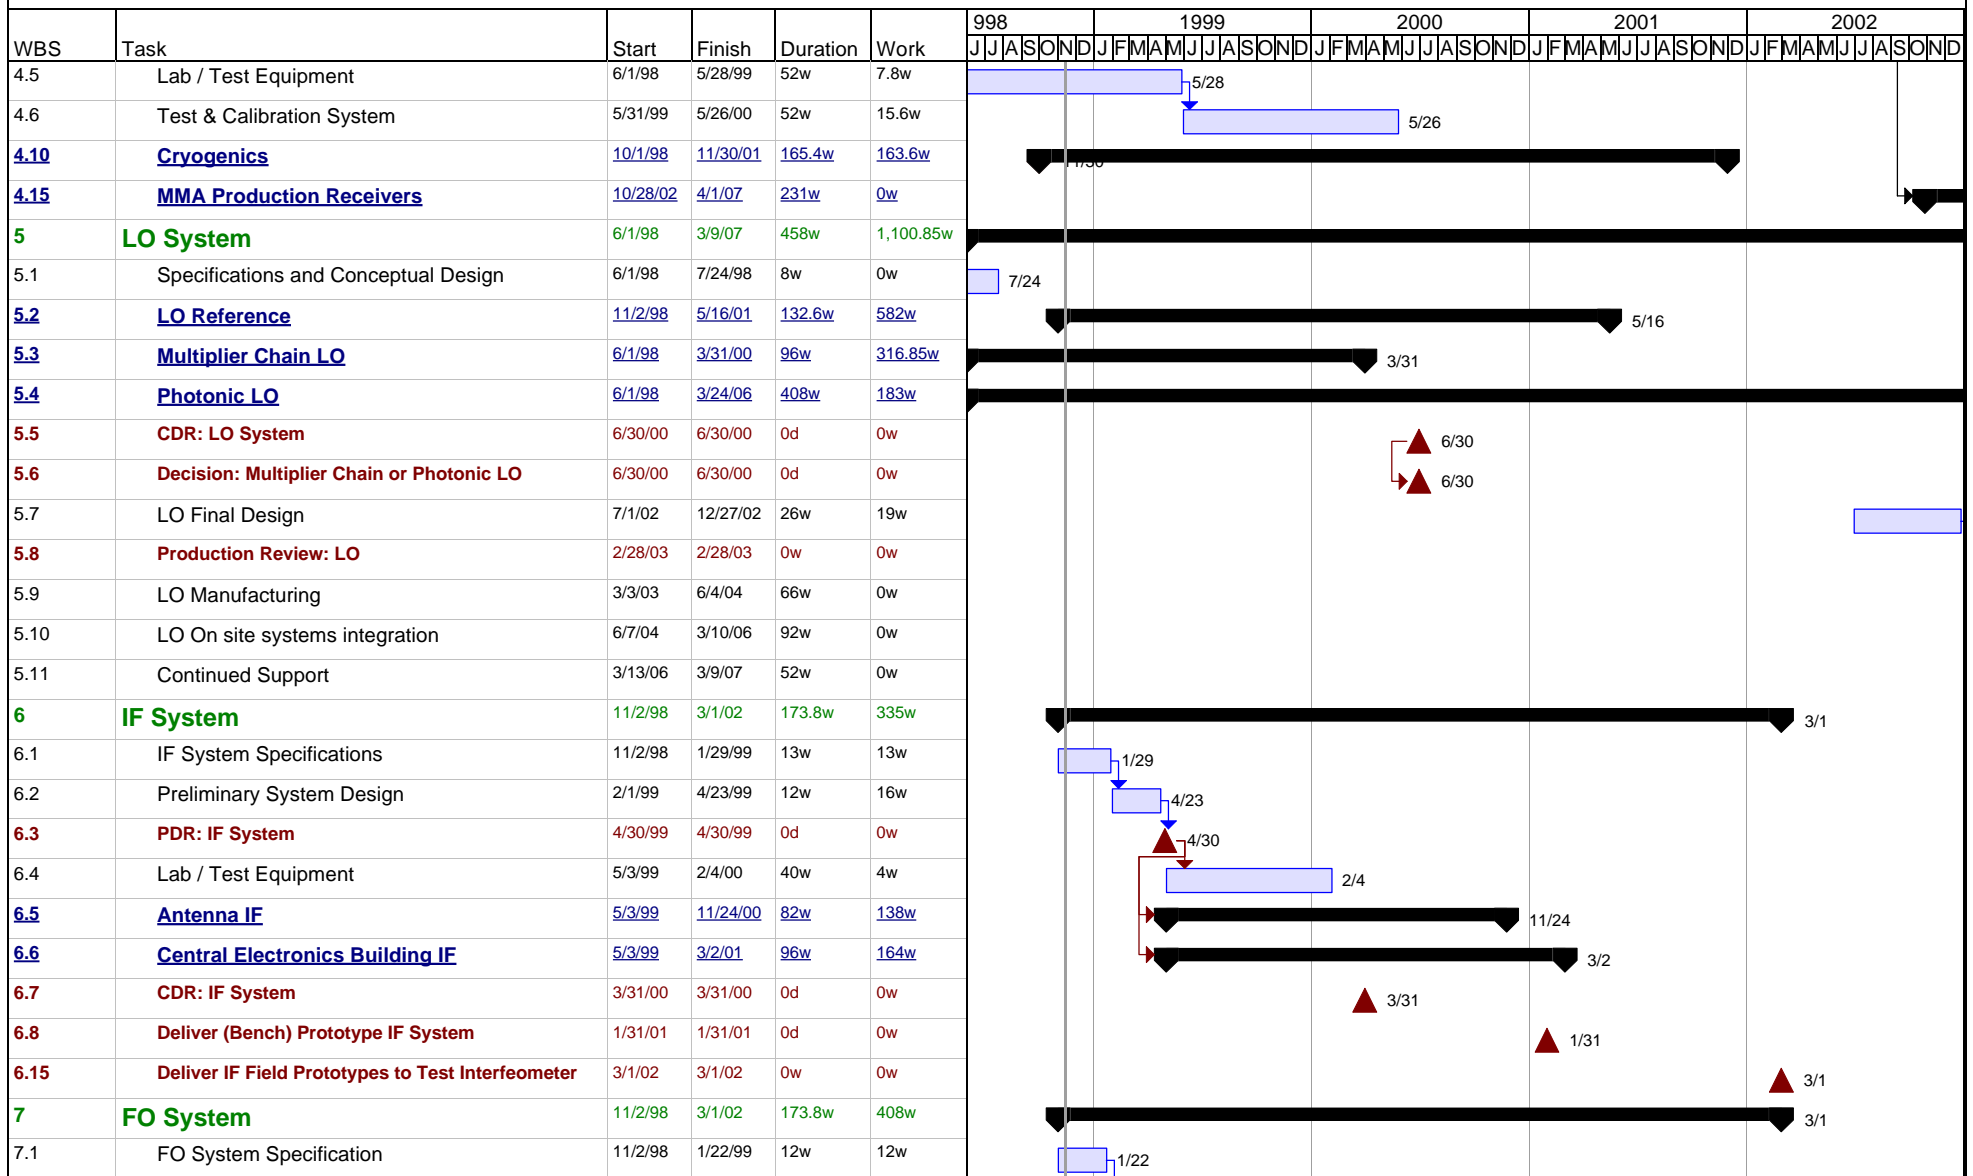 998 1999 2000 2001 2002
WBS Task Start Finish Duration Work J J A S O N D J F M A M J J A S O N D J F M A M J J A S O N D J F M A M J J A S O N D J F M A M J J A S O N D
4.5 Lab / Test Equipment 6/1/98 5/28/99 52w 7.8w 5/28
4.6 Test & Calibration System 5/31/99 5/26/00 52w 15.6w 5/26
4.10 Cryogenics 10/1/98 11/30/01 165.4w 163.6w
4.15 MMA Production Receivers 10/28/02 4/1/07 231w 0w
5 LO System 6/1/98 3/9/07 458w 1,100.85w
5.1 Specifications and Conceptual Design 6/1/98 7/24/98 8w 0w 7/24
5.2 LO Reference 11/2/98 5/16/01 132.6w 582w 5/16
5.3 Multiplier Chain LO 6/1/98 3/31/00 96w 316.85w 3/31
5.4 Photonic LO 6/1/98 3/24/06 408w 183w
5.5 CDR: LO System 6/30/00 6/30/00 0d 0w 6/30
5.6 Decision: Multiplier Chain or Photonic LO 6/30/00 6/30/00 0d 0w 6/30
5.7 LO Final Design 7/1/02 12/27/02 26w 19w
5.8 Production Review: LO 2/28/03 2/28/03 0w 0w
5.9 LO Manufacturing 3/3/03 6/4/04 66w 0w
5.10 LO On site systems integration 6/7/04 3/10/06 92w 0w
5.11 Continued Support 3/13/06 3/9/07 52w 0w
6 IF System 11/2/98 3/1/02 173.8w 335w 3/1
6.1 IF System Specifications 11/2/98 1/29/99 13w 13w 1/29
6.2 Preliminary System Design 2/1/99 4/23/99 12w 16w 4/23
6.3 PDR: IF System 4/30/99 4/30/99 0d 0w 4/30
6.4 Lab / Test Equipment 5/3/99 2/4/00 40w 4w 2/4
6.5 Antenna IF 5/3/99 11/24/00 82w 138w 11/24
6.6 Central Electronics Building IF 5/3/99 3/2/01 96w 164w 3/2
6.7 CDR: IF System 3/31/00 3/31/00 0d 0w 3/31
6.8 Deliver (Bench) Prototype IF System 1/31/01 1/31/01 0d 0w 1/31
6.15 Deliver IF Field Prototypes to Test Interfeometer 3/1/02 3/1/02 0w 0w 3/1
7 FO System 11/2/98 3/1/02 173.8w 408w 3/1
7.1 FO System Specification 11/2/98 1/22/99 12w 12w 1/22